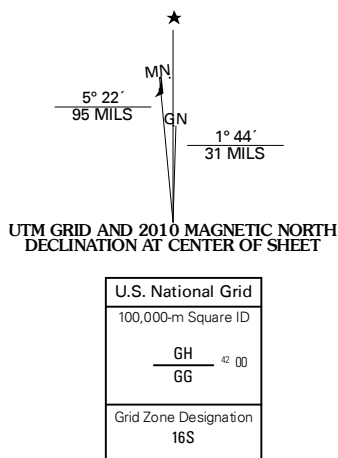 ★
MN
5° 22´
95 MILS
GN
1° 44´
31 MILS
UTM GRID AND 2010 MAGNETIC NORTH
DECLINATION AT CENTER OF SHEET
U.S. National Grid
100,000-m Square ID
GH
42 00
GG
Grid Zone Designation
16S